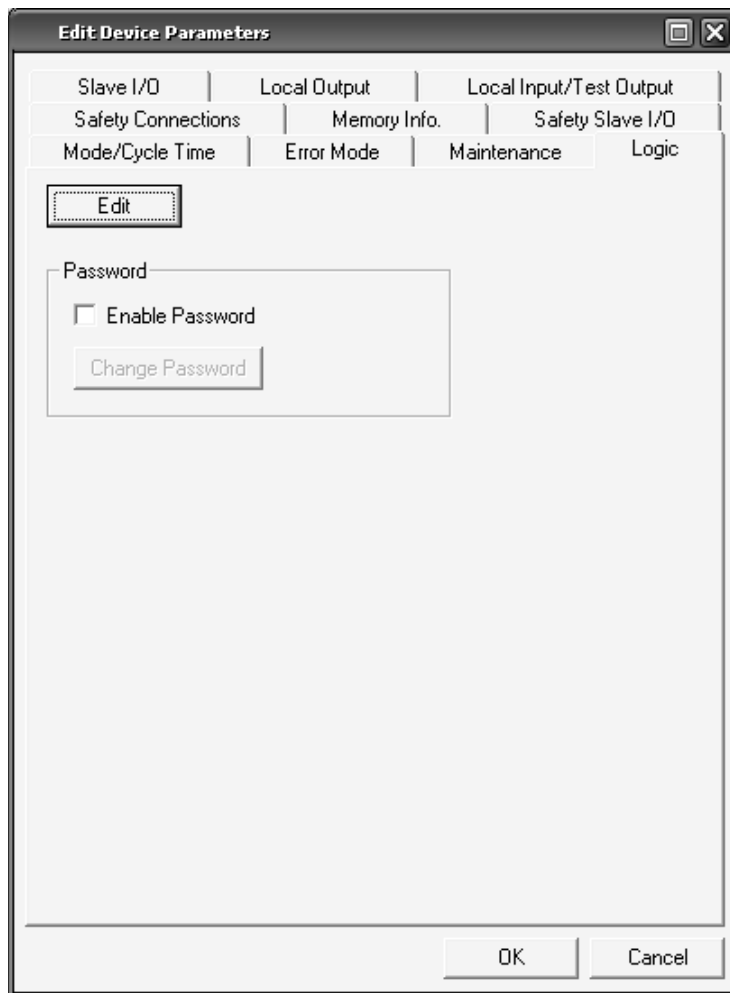 Edit Device Parameters
Slave I/O Local Output Local Input/Test Output
Safety Connections Memory Info. Safety Slave I/O
Mode/Cycle Time Error Mode Maintenance Logic
Edit
Password
Enable Password
Change Password
OK Cancel